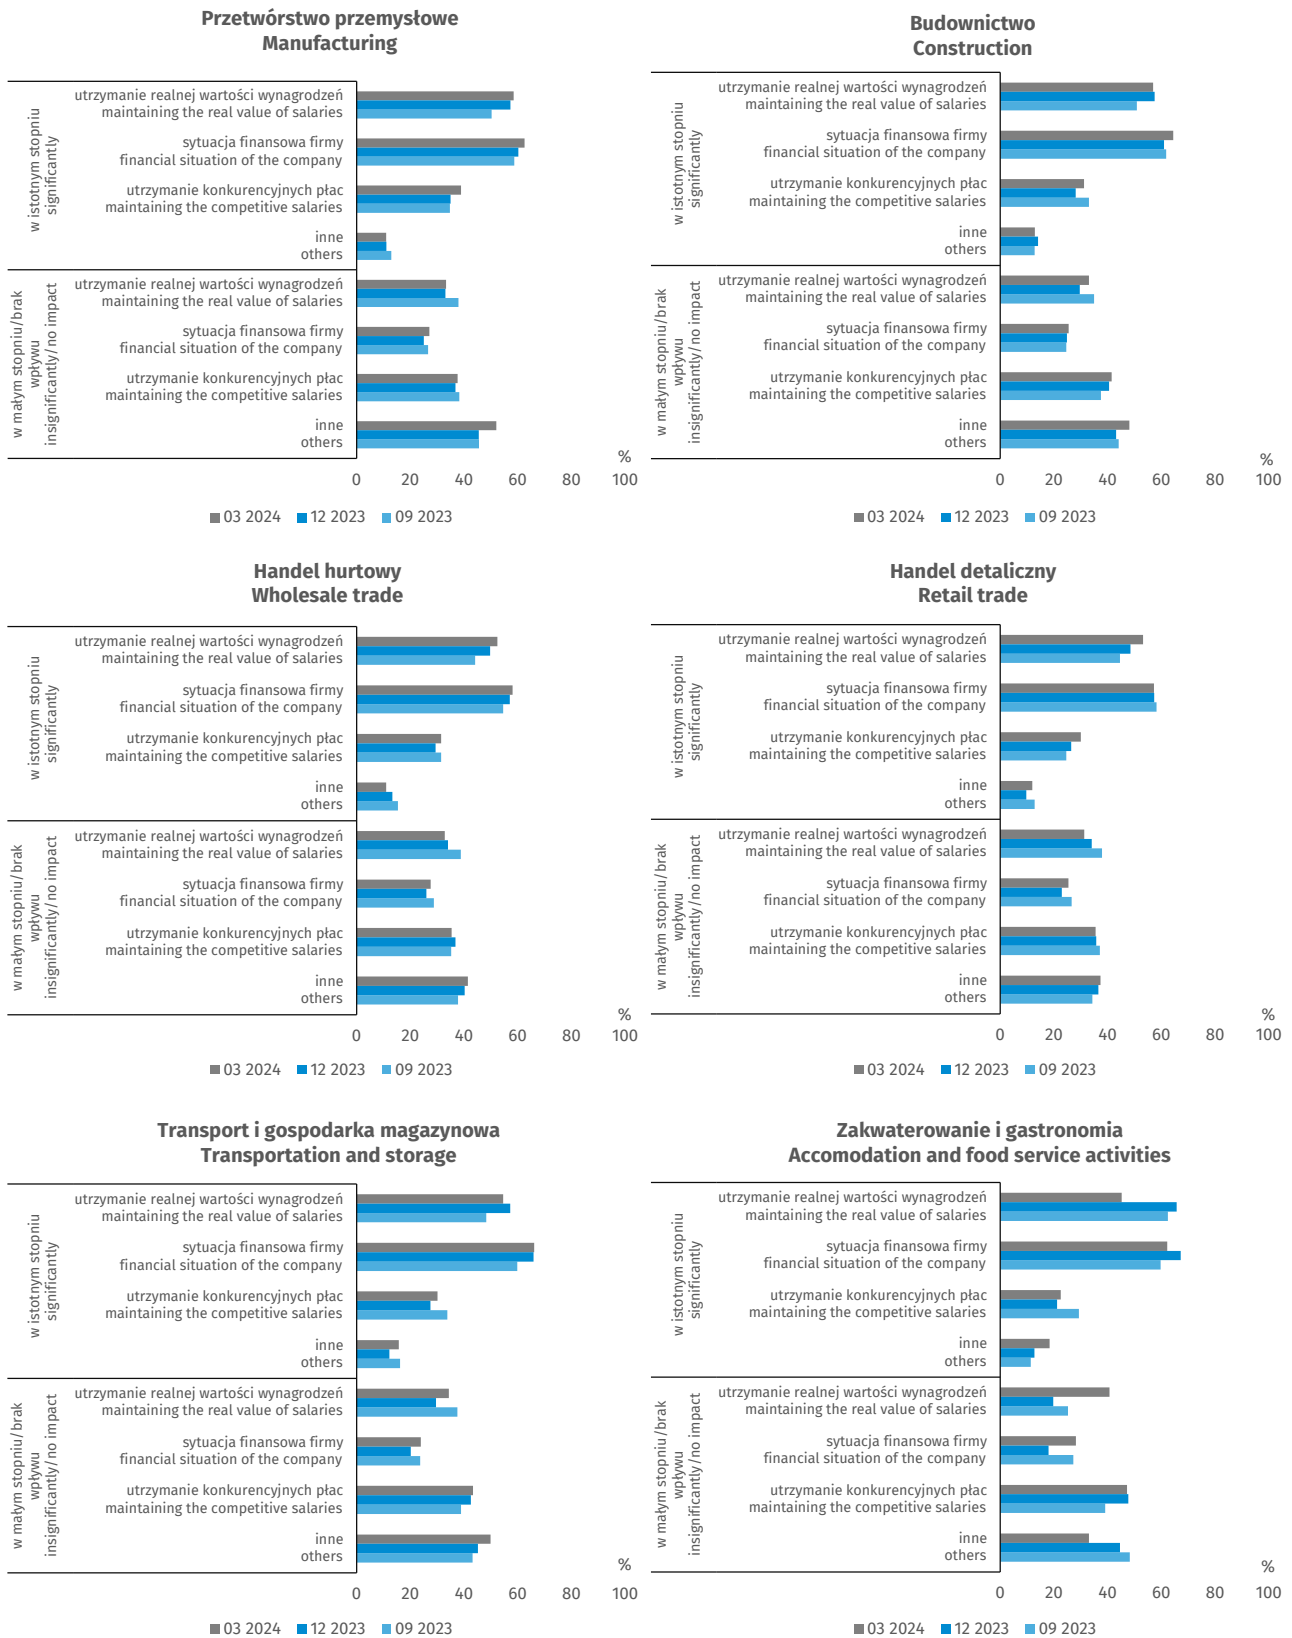 Przetwórstwo przemysłowe
Manufacturing
w istotnym stopniu
significantly
utrzymanie realnej wartości wynagrodzeń
maintaining the real value of salaries
sytuacja finansowa firmy
financial situation of the company
utrzymanie konkurencyjnych płac
maintaining the competitive salaries
inne
others
w małym stopniu/brak
wpływu
insignificantly/no impact
utrzymanie realnej wartości wynagrodzeń
maintaining the real value of salaries
sytuacja finansowa firmy
financial situation of the company
utrzymanie konkurencyjnych płac
maintaining the competitive salaries
inne
others
%
0 20 40 60 80 100
03 2024 12 2023 09 2023
Budownictwo
Construction
w istotnym stopniu
significantly
utrzymanie realnej wartości wynagrodzeń
maintaining the real value of salaries
sytuacja finansowa firmy
financial situation of the company
utrzymanie konkurencyjnych płac
maintaining the competitive salaries
inne
others
w małym stopniu/brak
wpływu
insignificantly/no impact
utrzymanie realnej wartości wynagrodzeń
maintaining the real value of salaries
sytuacja finansowa firmy
financial situation of the company
utrzymanie konkurencyjnych płac
maintaining the competitive salaries
inne
others
%
0 20 40 60 80 100
03 2024 12 2023 09 2023
Handel hurtowy
Wholesale trade
w istotnym stopniu
significantly
utrzymanie realnej wartości wynagrodzeń
maintaining the real value of salaries
sytuacja finansowa firmy
financial situation of the company
utrzymanie konkurencyjnych płac
maintaining the competitive salaries
inne
others
w małym stopniu/brak
wpływu
insignificantly/no impact
utrzymanie realnej wartości wynagrodzeń
maintaining the real value of salaries
sytuacja finansowa firmy
financial situation of the company
utrzymanie konkurencyjnych płac
maintaining the competitive salaries
inne
others
%
0 20 40 60 80 100
03 2024 12 2023 09 2023
Handel detaliczny
Retail trade
w istotnym stopniu
significantly
utrzymanie realnej wartości wynagrodzeń
maintaining the real value of salaries
sytuacja finansowa firmy
financial situation of the company
utrzymanie konkurencyjnych płac
maintaining the competitive salaries
inne
others
w małym stopniu/brak
wpływu
insignificantly/no impact
utrzymanie realnej wartości wynagrodzeń
maintaining the real value of salaries
sytuacja finansowa firmy
financial situation of the company
utrzymanie konkurencyjnych płac
maintaining the competitive salaries
inne
others
%
0 20 40 60 80 100
03 2024 12 2023 09 2023
Transport i gospodarka magazynowa
Transportation and storage
w istotnym stopniu
significantly
utrzymanie realnej wartości wynagrodzeń
maintaining the real value of salaries
sytuacja finansowa firmy
financial situation of the company
utrzymanie konkurencyjnych płac
maintaining the competitive salaries
inne
others
w małym stopniu/brak
wpływu
insignificantly/no impact
utrzymanie realnej wartości wynagrodzeń
maintaining the real value of salaries
sytuacja finansowa firmy
financial situation of the company
utrzymanie konkurencyjnych płac
maintaining the competitive salaries
inne
others
%
0 20 40 60 80 100
03 2024 12 2023 09 2023
Zakwaterowanie i gastronomia
Accomodation and food service activities
w istotnym stopniu
significantly
utrzymanie realnej wartości wynagrodzeń
maintaining the real value of salaries
sytuacja finansowa firmy
financial situation of the company
utrzymanie konkurencyjnych płac
maintaining the competitive salaries
inne
others
w małym stopniu/brak
wpływu
insignificantly/no impact
utrzymanie realnej wartości wynagrodzeń
maintaining the real value of salaries
sytuacja finansowa firmy
financial situation of the company
utrzymanie konkurencyjnych płac
maintaining the competitive salaries
inne
others
%
0 20 40 60 80 100
03 2024 12 2023 09 2023